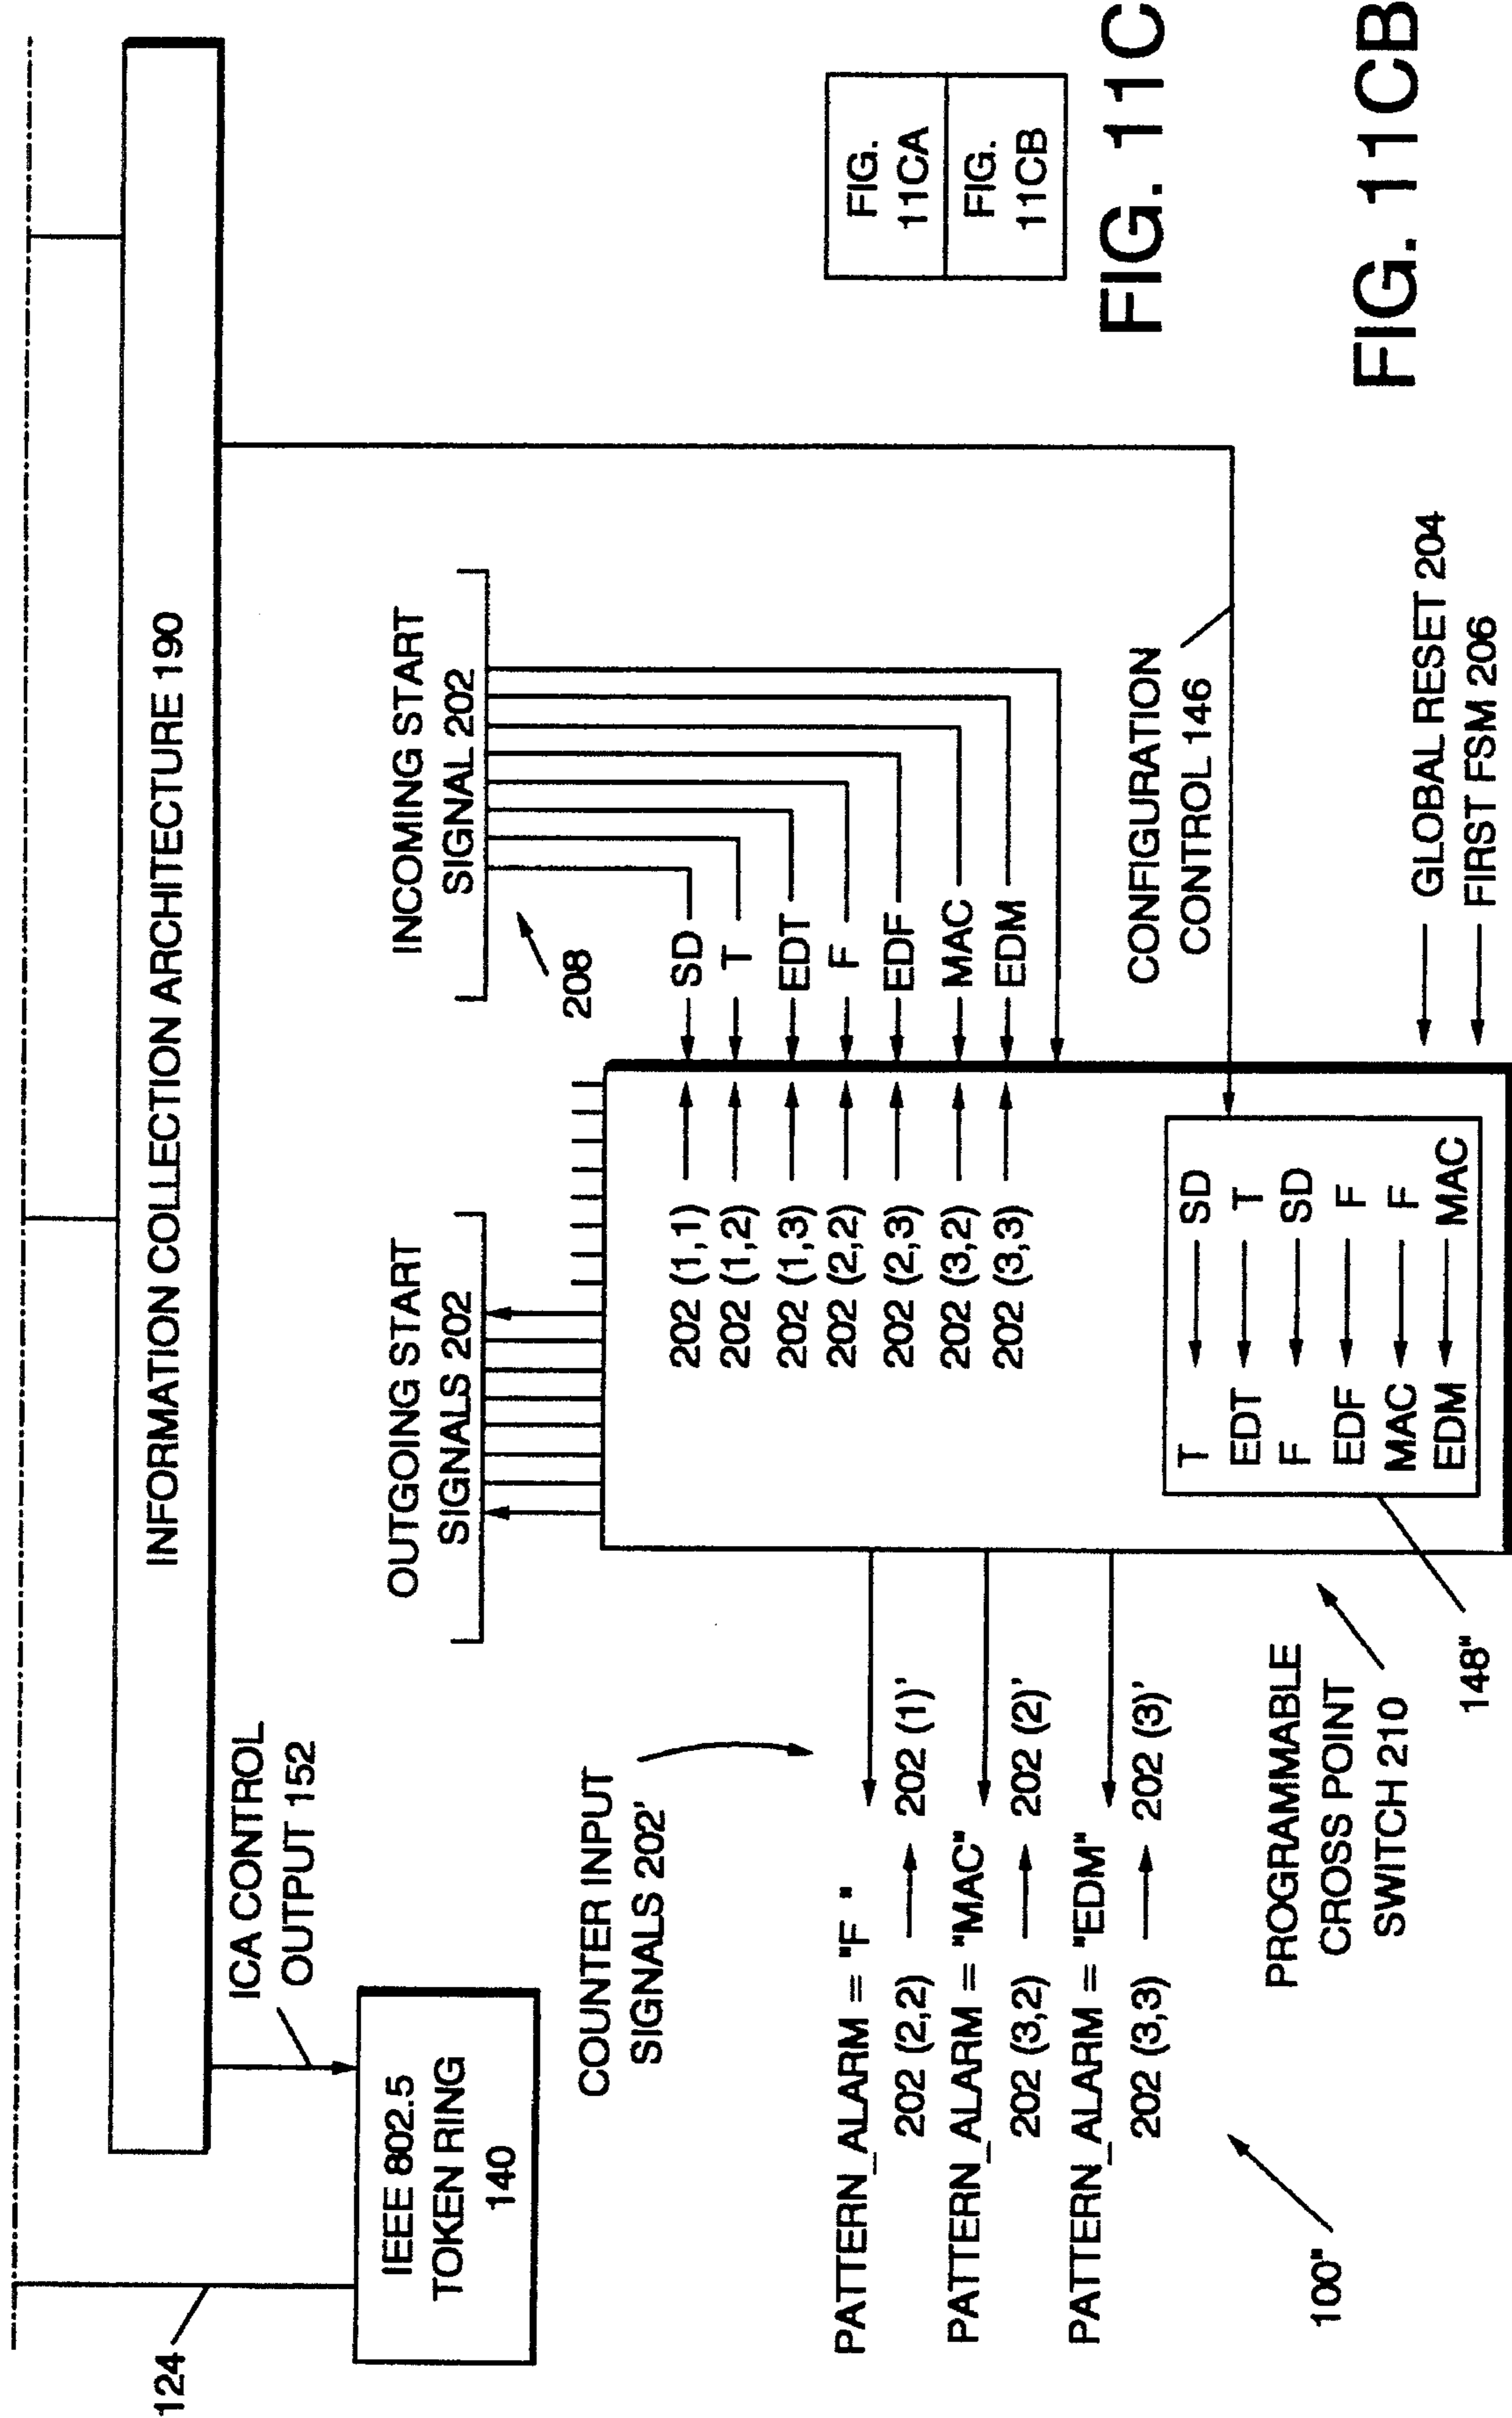 INFORMATION COLLECTION ARCHITECTURE 190
124
IEEE 802.5
TOKEN RING
140
ICA CONTROL
OUTPUT 152
OUTGOING START
SIGNALS 202
INCOMING START
SIGNAL 202
208
COUNTER INPUT
SIGNALS 202'
PATTERN_ALARM = "F "
202 (2,2) 202 (1)'
PATTERN_ALARM = "MAC"
202 (3,2) 202 (2)'
PATTERN_ALARM = "EDM"
202 (3,3) 202 (3)'
202 (1,1) SD
202 (1,2) T
202 (1,3) EDT
202 (2,2) F
202 (2,3) EDF
202 (3,2) MAC
202 (3,3) EDM
CONFIGURATION
CONTROL 146
T SD
EDT T
F SD
EDF F
MAC F
EDM MAC
100"
PROGRAMMABLE
CROSS POINT
SWITCH 210
148"
GLOBAL RESET 204
FIRST FSM 206
FIG.
11CA
FIG.
11CB
FIG. 11C
FIG. 11CB